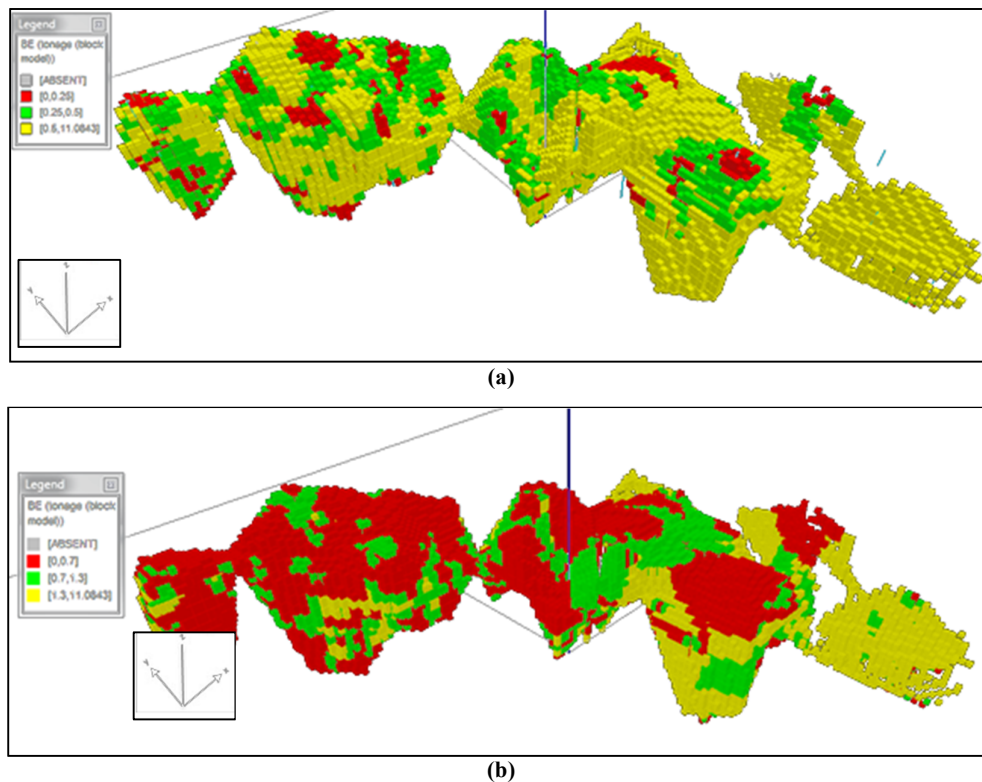 Legend
BE (tonage (block
model))
[ABSENT]
[0,0.25]
[0.25,0.5]
[0.5,11.0843]
Z
Y
X
(a)
Legend
BE (tonage (block
model))
[ABSENT]
[0,0.7]
[0.7,1.3]
[1.3,11.0843]
Z
Y
X
(b)